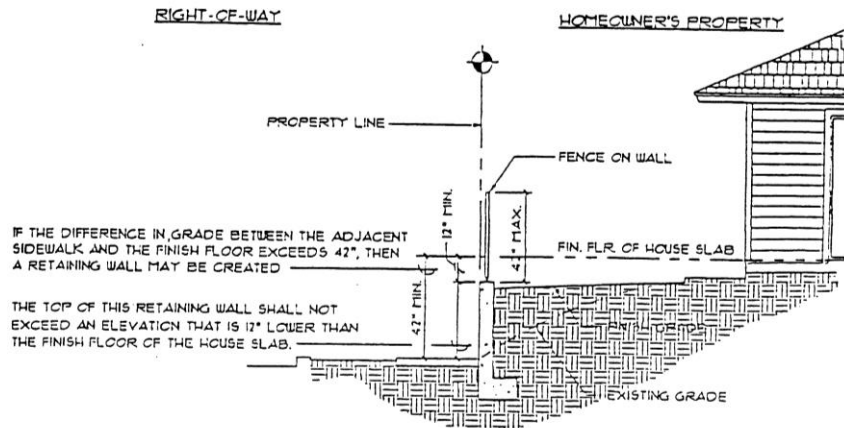 RIGHT-OF-WAY
HOMEOWNER'S PROPERTY
PROPERTY LINE
FENCE ON WALL
12" MIN.
42" MAX.
IF THE DIFFERENCE IN GRADE BETWEEN THE ADJACENT
SIDEWALK AND THE FINISH FLOOR EXCEEDS 42", THEN
A RETAINING WALL MAY BE CREATED
FIN. FLR. OF HOUSE SLAB
THE TOP OF THIS RETAINING WALL SHALL NOT
EXCEED AN ELEVATION THAT IS 12" LOWER THAN
THE FINISH FLOOR OF THE HOUSE SLAB.
42" MIN.
FINISH GRADE
EXISTING GRADE